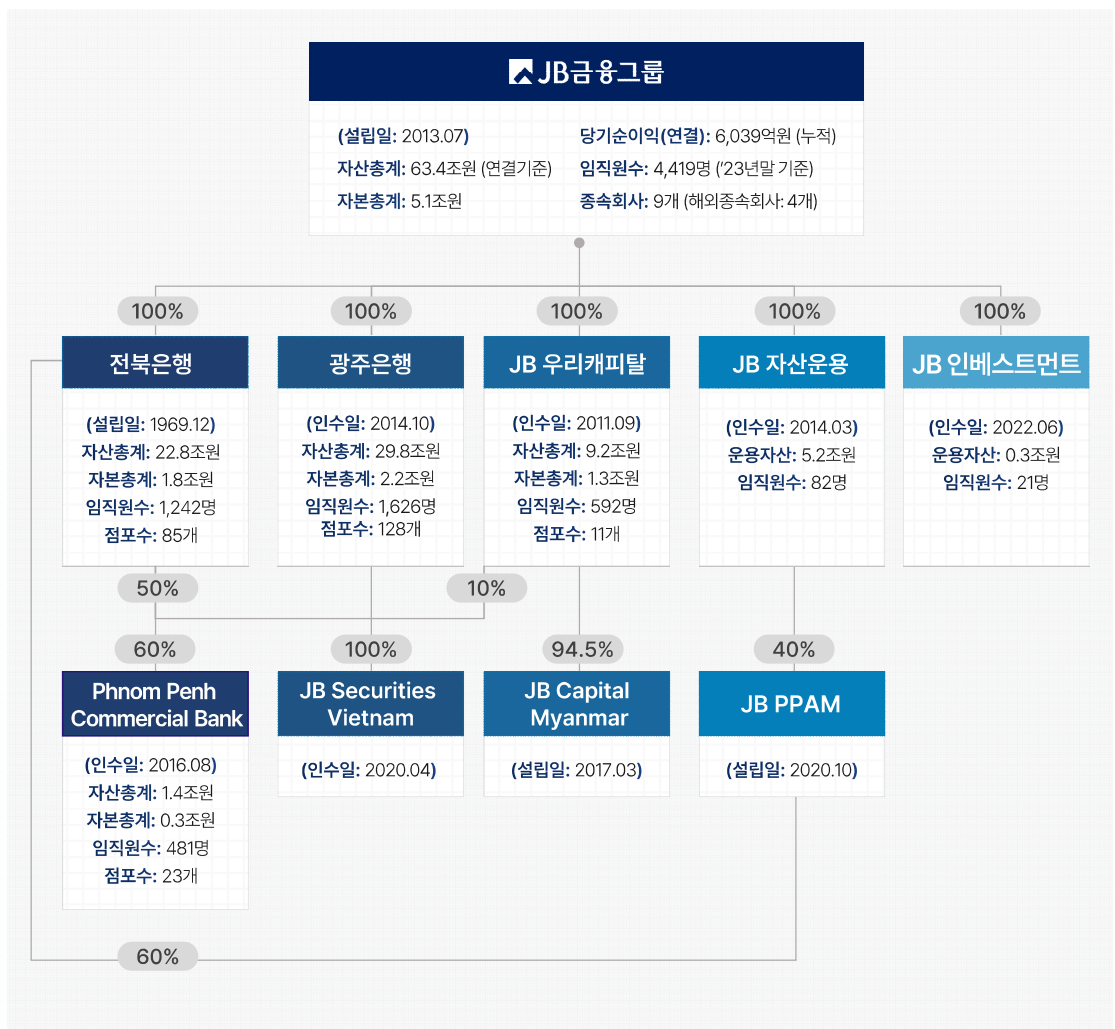 JB금융그룹
(설립일: 2013.07)
당기순이익(연결): 6,039억원 (누적)
자산총계: 63.4조원 (연결기준)
임직원수: 4,419명 ('23년말 기준)
자본총계: 5.1조원
종속회사: 9개 (해외종속회사: 4개)
100%
100%
100%
100%
100%
전북은행
(설립일: 1969.12)
자산총계: 22.8조원
자본총계: 1.8조원
임직원수: 1,242명
점포수: 85개
광주은행
(인수일: 2014.10)
자산총계: 29.8조원
자본총계: 2.2조원
임직원수: 1,626명
점포수: 128개
JB 우리캐피탈
(인수일: 2011.09)
자산총계: 9.2조원
자본총계: 1.3조원
임직원수: 592명
점포수: 11개
JB 자산운용
(인수일: 2014.03)
운용자산: 5.2조원
임직원수: 82명
JB 인베스트먼트
(인수일: 2022.06)
운용자산: 0.3조원
임직원수: 21명
50%
10%
60%
100%
94.5%
40%
Phnom Penh
Commercial Bank
(인수일: 2016.08)
자산총계: 1.4조원
자본총계: 0.3조원
임직원수: 481명
점포수: 23개
JB Securities
Vietnam
(인수일: 2020.04)
JB Capital
Myanmar
(설립일: 2017.03)
JB PPAM
(설립일: 2020.10)
60%